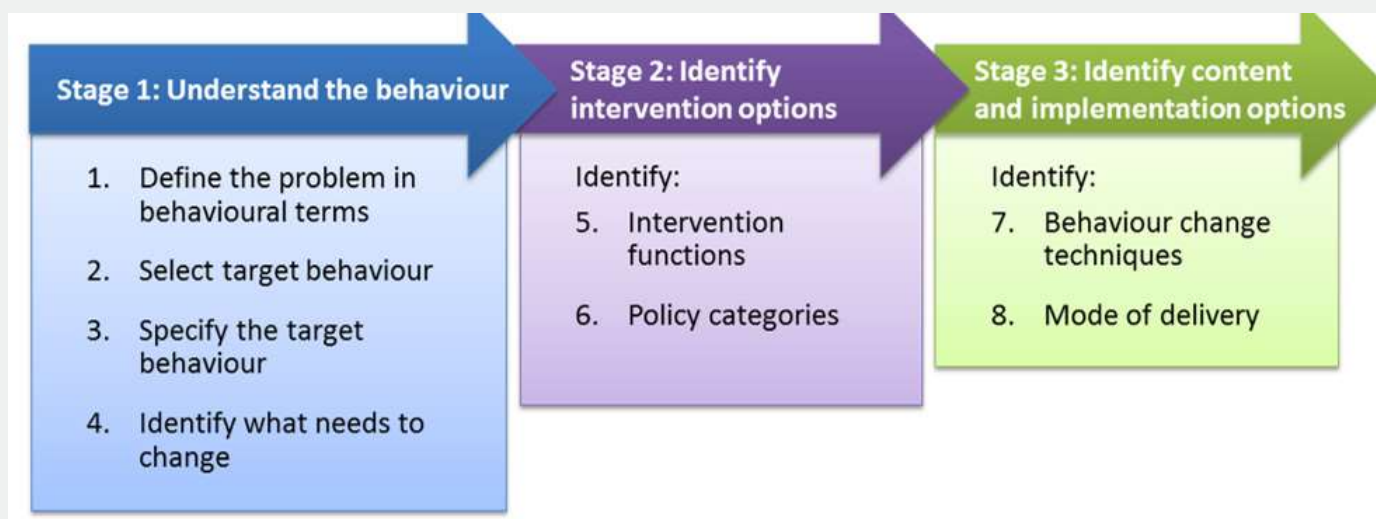 Stage 1: Understand the behaviour
1. Define the problem in
behavioural terms
2. Select target behaviour
3. Specify the target
behaviour
4. Identify what needs to
change
Stage 2: Identify
intervention options
Identify:
5. Intervention
functions
6. Policy categories
Stage 3: Identify content
and implementation options
Identify:
7. Behaviour change
techniques
8. Mode of delivery